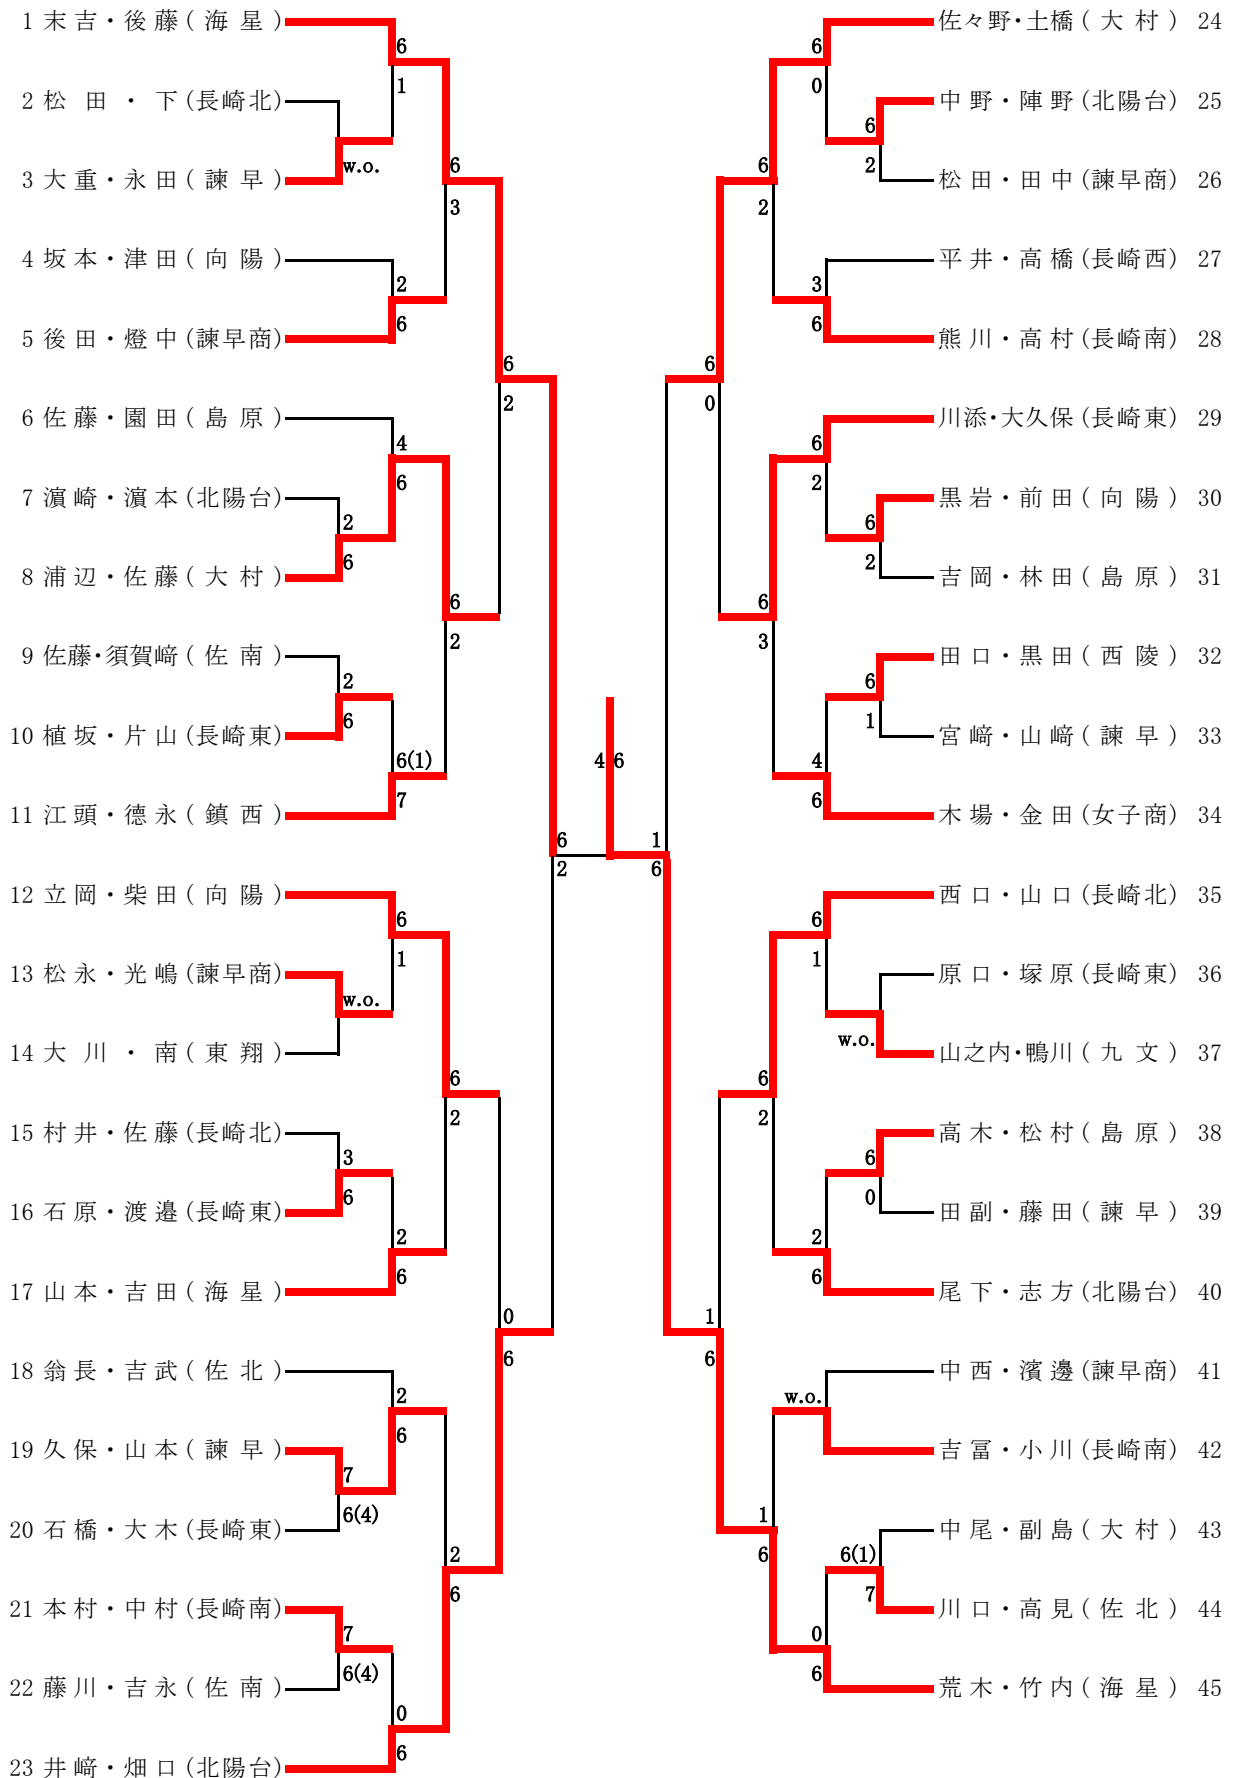 1 末吉・後藤(海星)
2 松田・下(長崎北)
3 大重・永田(諫早)
4 坂本・津田(向陽)
5 後田・燈中(諫早商)
6 佐藤・園田(島原)
7 濵崎・濵本(北陽台)
8 浦辺・佐藤(大村)
9 佐藤・須賀﨑(佐南)
10 植坂・片山(長崎東)
11 江頭・德永(鎮西)
12 立岡・柴田(向陽)
13 松永・光嶋(諫早商)
14 大川・南(東翔)
15 村井・佐藤(長崎北)
16 石原・渡邉(長崎東)
17 山本・吉田(海星)
18 翁長・吉武(佐北)
19 久保・山本(諫早)
20 石橋・大木(長崎東)
21 本村・中村(長崎南)
22 藤川・吉永(佐南)
23 井﨑・畑口(北陽台)
6
1
w.o.
6
3
2
6
6
2
4
6
2
6
6
2
2
6
6(1)
7
6
2
6
1
w.o.
6
2
3
6
2
6
0
6
2
6
7
6(4)
2
6
7
6(4)
0
6
4 6
佐々野・土橋(大村) 24
中野・陣野(北陽台) 25
松田・田中(諫早商) 26
平井・高橋(長崎西) 27
熊川・高村(長崎南) 28
川添・大久保(長崎東) 29
黒岩・前田(向陽) 30
吉岡・林田(島原) 31
田口・黒田(西陵) 32
宮﨑・山﨑(諫早) 33
木場・金田(女子商) 34
西口・山口(長崎北) 35
原口・塚原(長崎東) 36
山之内・鴨川(九文) 37
高木・松村(島原) 38
田副・藤田(諫早) 39
尾下・志方(北陽台) 40
中西・濱邊(諫早商) 41
吉冨・小川(長崎南) 42
中尾・副島(大村) 43
川口・高見(佐北) 44
荒木・竹内(海星) 45
6
0
6
2
6
2
3
6
6
0
6
2
6
2
6
3
6
1
4
6
1
6
6
1
w.o.
6
2
6
0
2
6
1
6
w.o.
1
6
6(1)
7
0
6